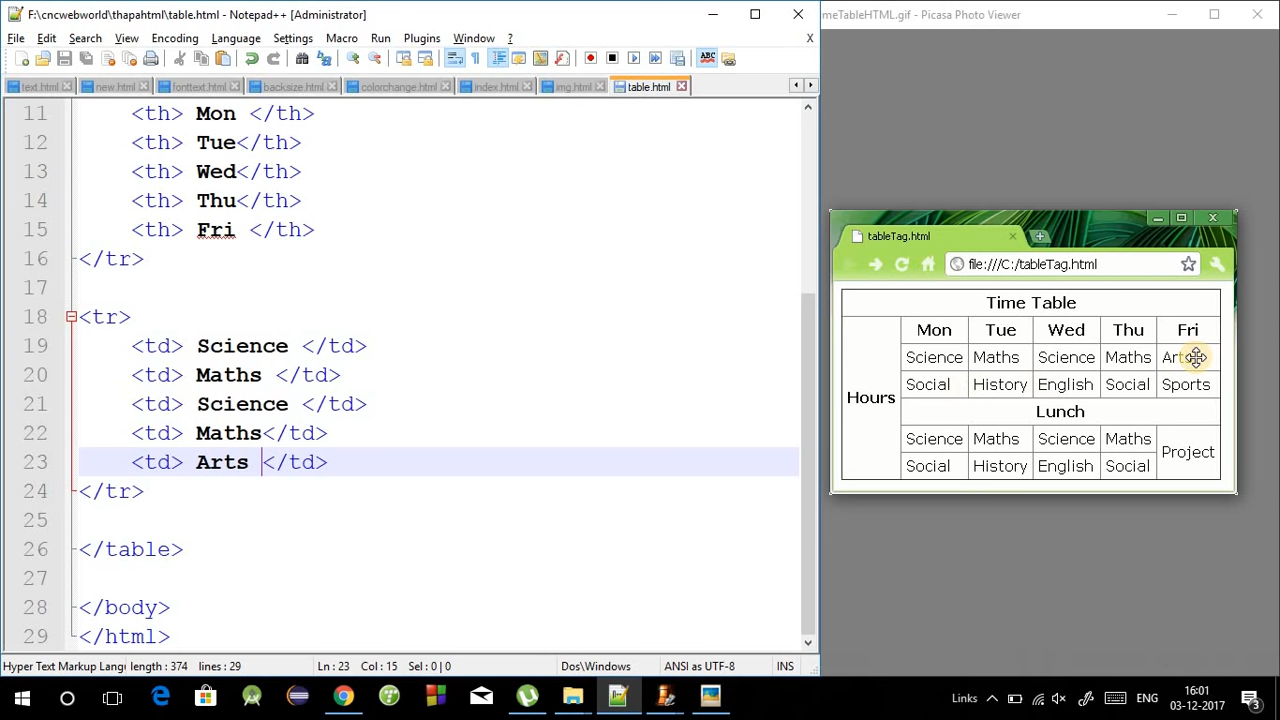 F:\cncwebworld\thapahtml\table.html - Notepad++ [Administrator]
File Edit Search View Encoding Language Settings Macro Run Plugins Window ? X
text.html new.html fonttext.html backsize.html colorchange.html index.html img.html table.html
11 <th> Mon </th>
12 <th> Tue</th>
13 <th> Wed</th>
14 <th> Thu</th>
15 <th> Fri </th>
16 </tr>
17
18 <tr>
19 <td> Science </td>
20 <td> Maths </td>
21 <td> Science </td>
22 <td> Maths</td>
23 <td> Arts </td>
24 </tr>
25
26 </table>
27
28 </body>
29 </html>
Hyper Text Markup Lang length : 374 lines : 29 Ln : 23 Col : 15 Sel : 0 | 0 Dos\Windows ANSI as UTF-8 INS
meTableHTML.gif - Picasa Photo Viewer
tableTag.html
file:///C:/tableTag.html
Time Table
Mon Tue Wed Thu Fri
Science Maths Science Maths Arts
Social History English Social Sports
Hours
Lunch
Science Maths Science Maths
Project
Social History English Social
Links ENG 16:01
03-12-2017 3